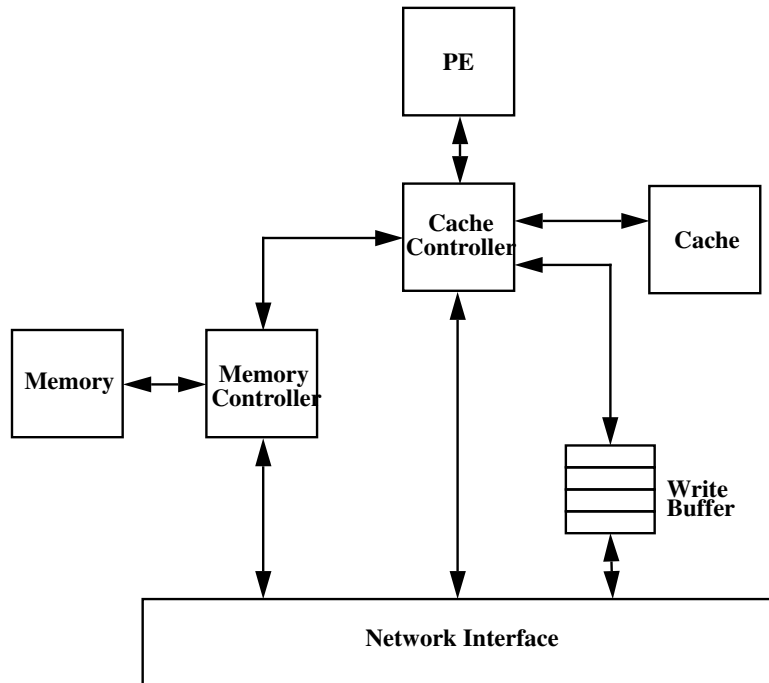 PE
Cache
Controller
Cache
Memory
Memory
Controller
Write
Buffer
Network Interface